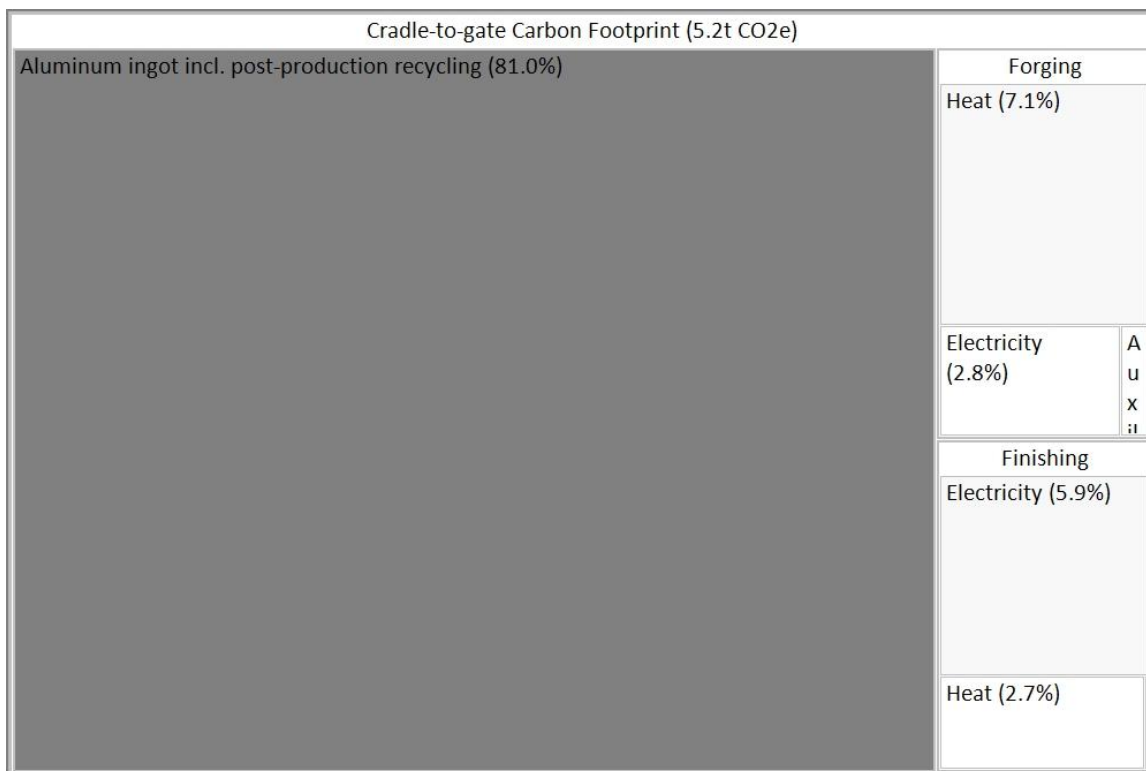 Cradle-to-gate Carbon Footprint (5.2t CO2e)
Aluminum ingot incl. post-production recycling (81.0%)
Forging
Heat (7.1%)
Electricity
(2.8%)
A
u
x
il
Finishing
Electricity (5.9%)
Heat (2.7%)